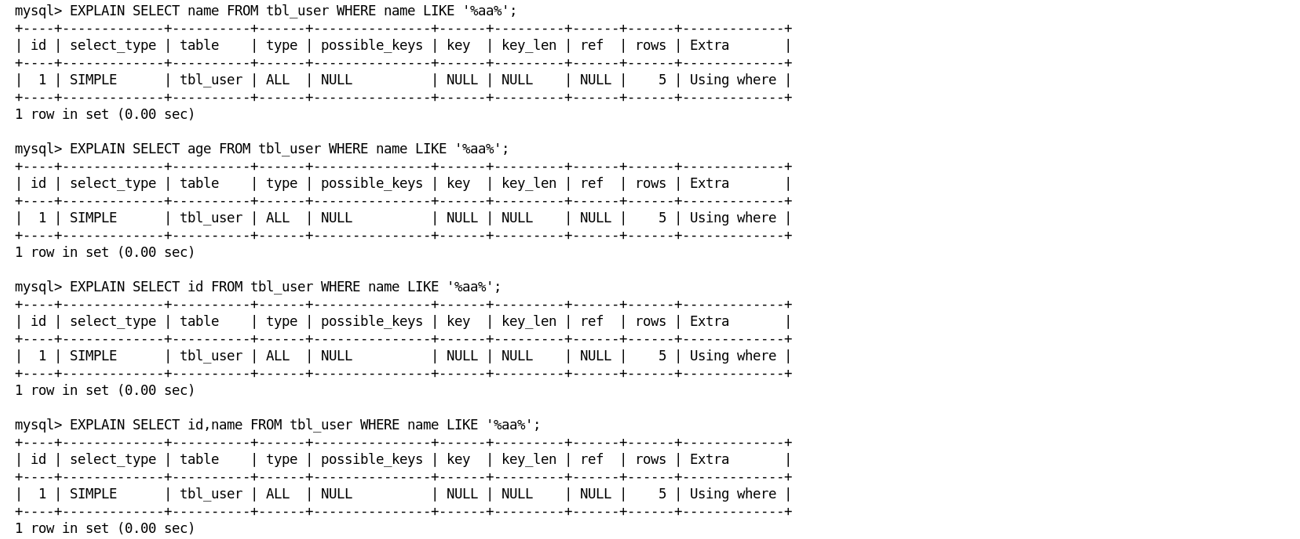 mysql> EXPLAIN SELECT name FROM tbl_user WHERE name LIKE '%aa%';
+----+-------------+----------+------+---------------+------+---------+------+------+-------------+
| id | select_type | table    | type | possible_keys | key  | key_len | ref  | rows | Extra       |
+----+-------------+----------+------+---------------+------+---------+------+------+-------------+
|  1 | SIMPLE      | tbl_user | ALL  | NULL          | NULL | NULL    | NULL |    5 | Using where |
+----+-------------+----------+------+---------------+------+---------+------+------+-------------+
1 row in set (0.00 sec)

mysql> EXPLAIN SELECT age FROM tbl_user WHERE name LIKE '%aa%';
+----+-------------+----------+------+---------------+------+---------+------+------+-------------+
| id | select_type | table    | type | possible_keys | key  | key_len | ref  | rows | Extra       |
+----+-------------+----------+------+---------------+------+---------+------+------+-------------+
|  1 | SIMPLE      | tbl_user | ALL  | NULL          | NULL | NULL    | NULL |    5 | Using where |
+----+-------------+----------+------+---------------+------+---------+------+------+-------------+
1 row in set (0.00 sec)

mysql> EXPLAIN SELECT id FROM tbl_user WHERE name LIKE '%aa%';
+----+-------------+----------+------+---------------+------+---------+------+------+-------------+
| id | select_type | table    | type | possible_keys | key  | key_len | ref  | rows | Extra       |
+----+-------------+----------+------+---------------+------+---------+------+------+-------------+
|  1 | SIMPLE      | tbl_user | ALL  | NULL          | NULL | NULL    | NULL |    5 | Using where |
+----+-------------+----------+------+---------------+------+---------+------+------+-------------+
1 row in set (0.00 sec)

mysql> EXPLAIN SELECT id,name FROM tbl_user WHERE name LIKE '%aa%';
+----+-------------+----------+------+---------------+------+---------+------+------+-------------+
| id | select_type | table    | type | possible_keys | key  | key_len | ref  | rows | Extra       |
+----+-------------+----------+------+---------------+------+---------+------+------+-------------+
|  1 | SIMPLE      | tbl_user | ALL  | NULL          | NULL | NULL    | NULL |    5 | Using where |
+----+-------------+----------+------+---------------+------+---------+------+------+-------------+
1 row in set (0.00 sec)